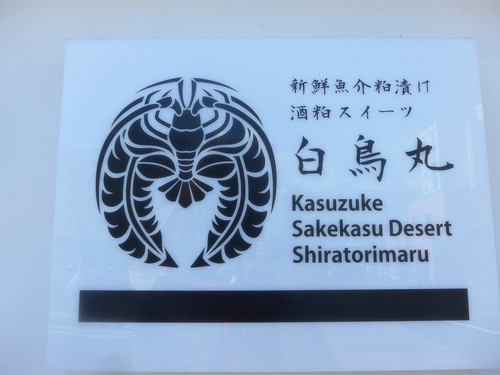 新鮮魚介粕漬け
酒粕スイーツ
白鳥丸
Kasuzuke
Sakekasu Desert
Shiratorimaru